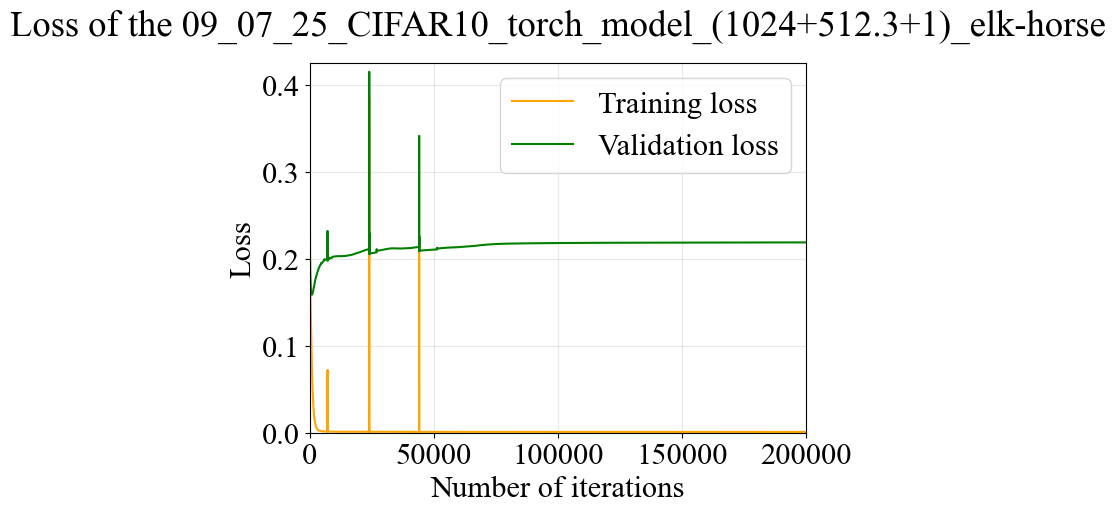 Loss of the 09_07_25_CIFAR10_torch_model_(1024+512.3+1)_elk-horse
Training loss
Validation loss
Loss
0.4
0.3
0.2
0.1
0.0
0
50000
100000
150000
200000
Number of iterations